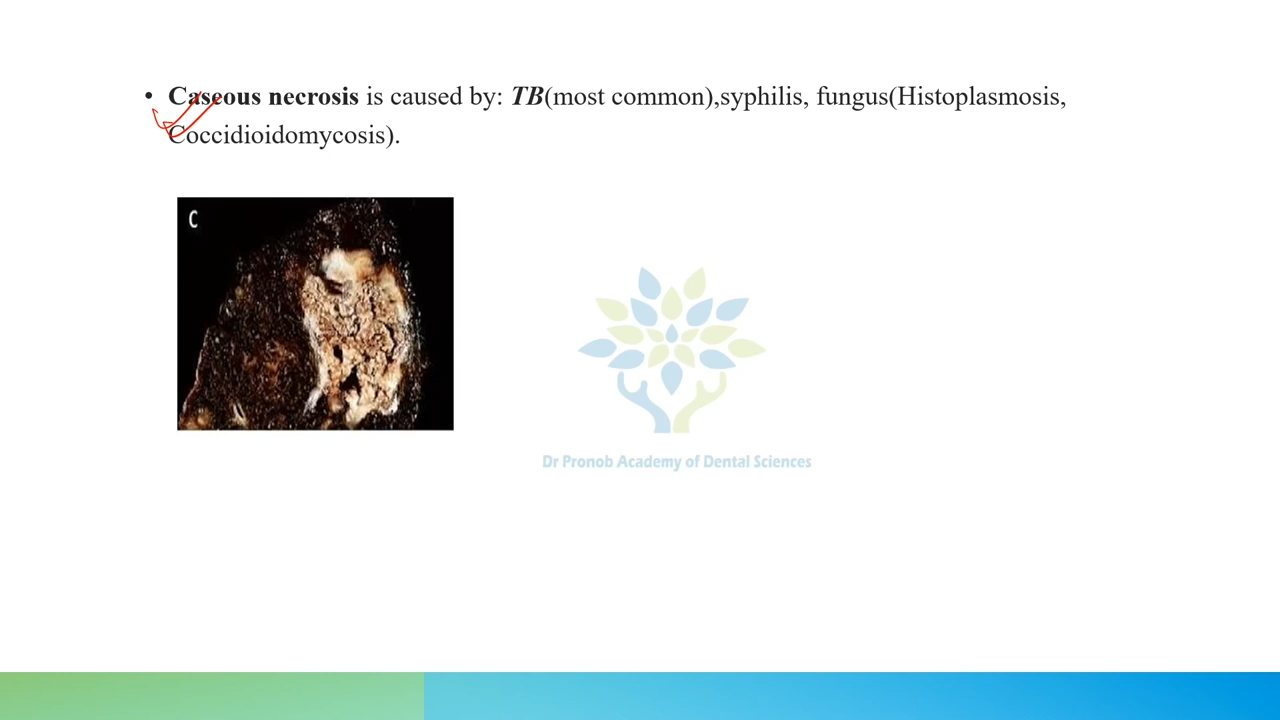 • Caseous necrosis is caused by: TB(most common),syphilis, fungus(Histoplasmosis,
Coccidioidomycosis).
C
Dr Pronob Academy of Dental Sciences